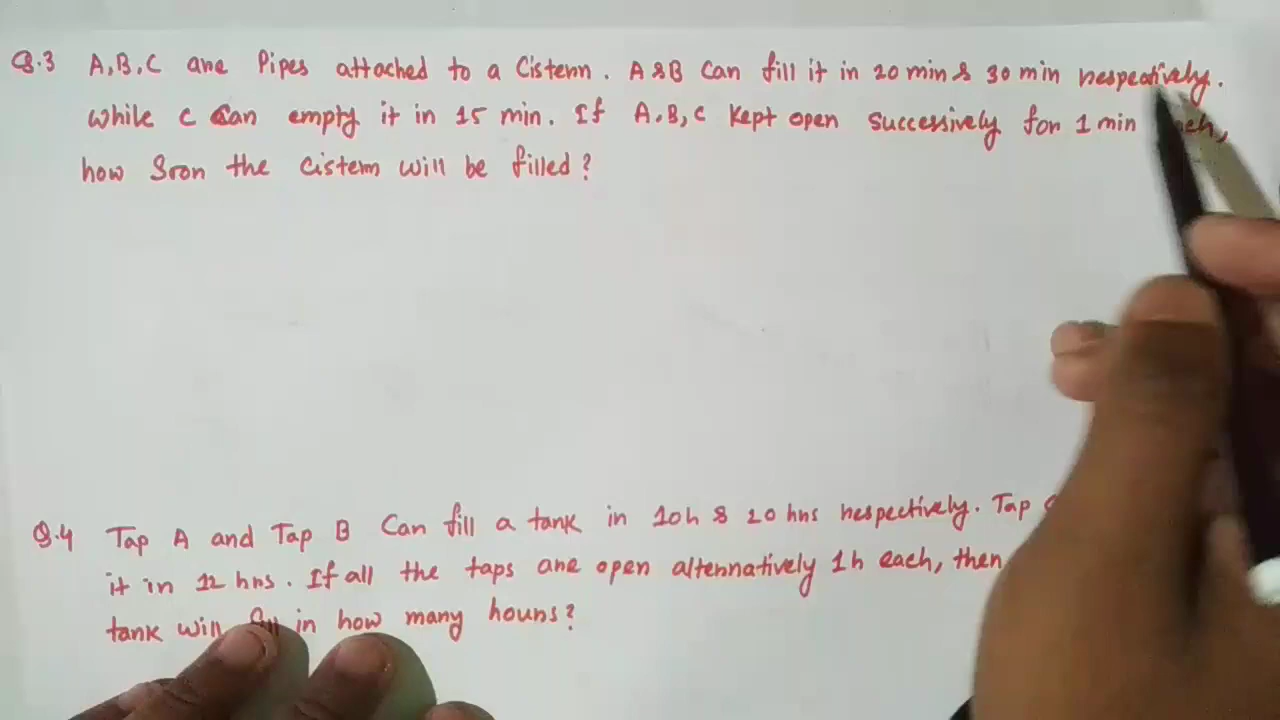 Q.3 A,B,C are Pipes attached to a Cistern. A & B Can fill it in 20 min & 30 min respectively.
while C Can empty it in 15 min. If A,B,C Kept open successively for 1 min
how Soon the cistern will be filled?
Q.4 Tap A and Tap B Can fill a tank in 10h & 20 hrs respectively. Tap
it in 12 hrs. If all the taps are open alternatively 1h each, then
tank will in how many hours?